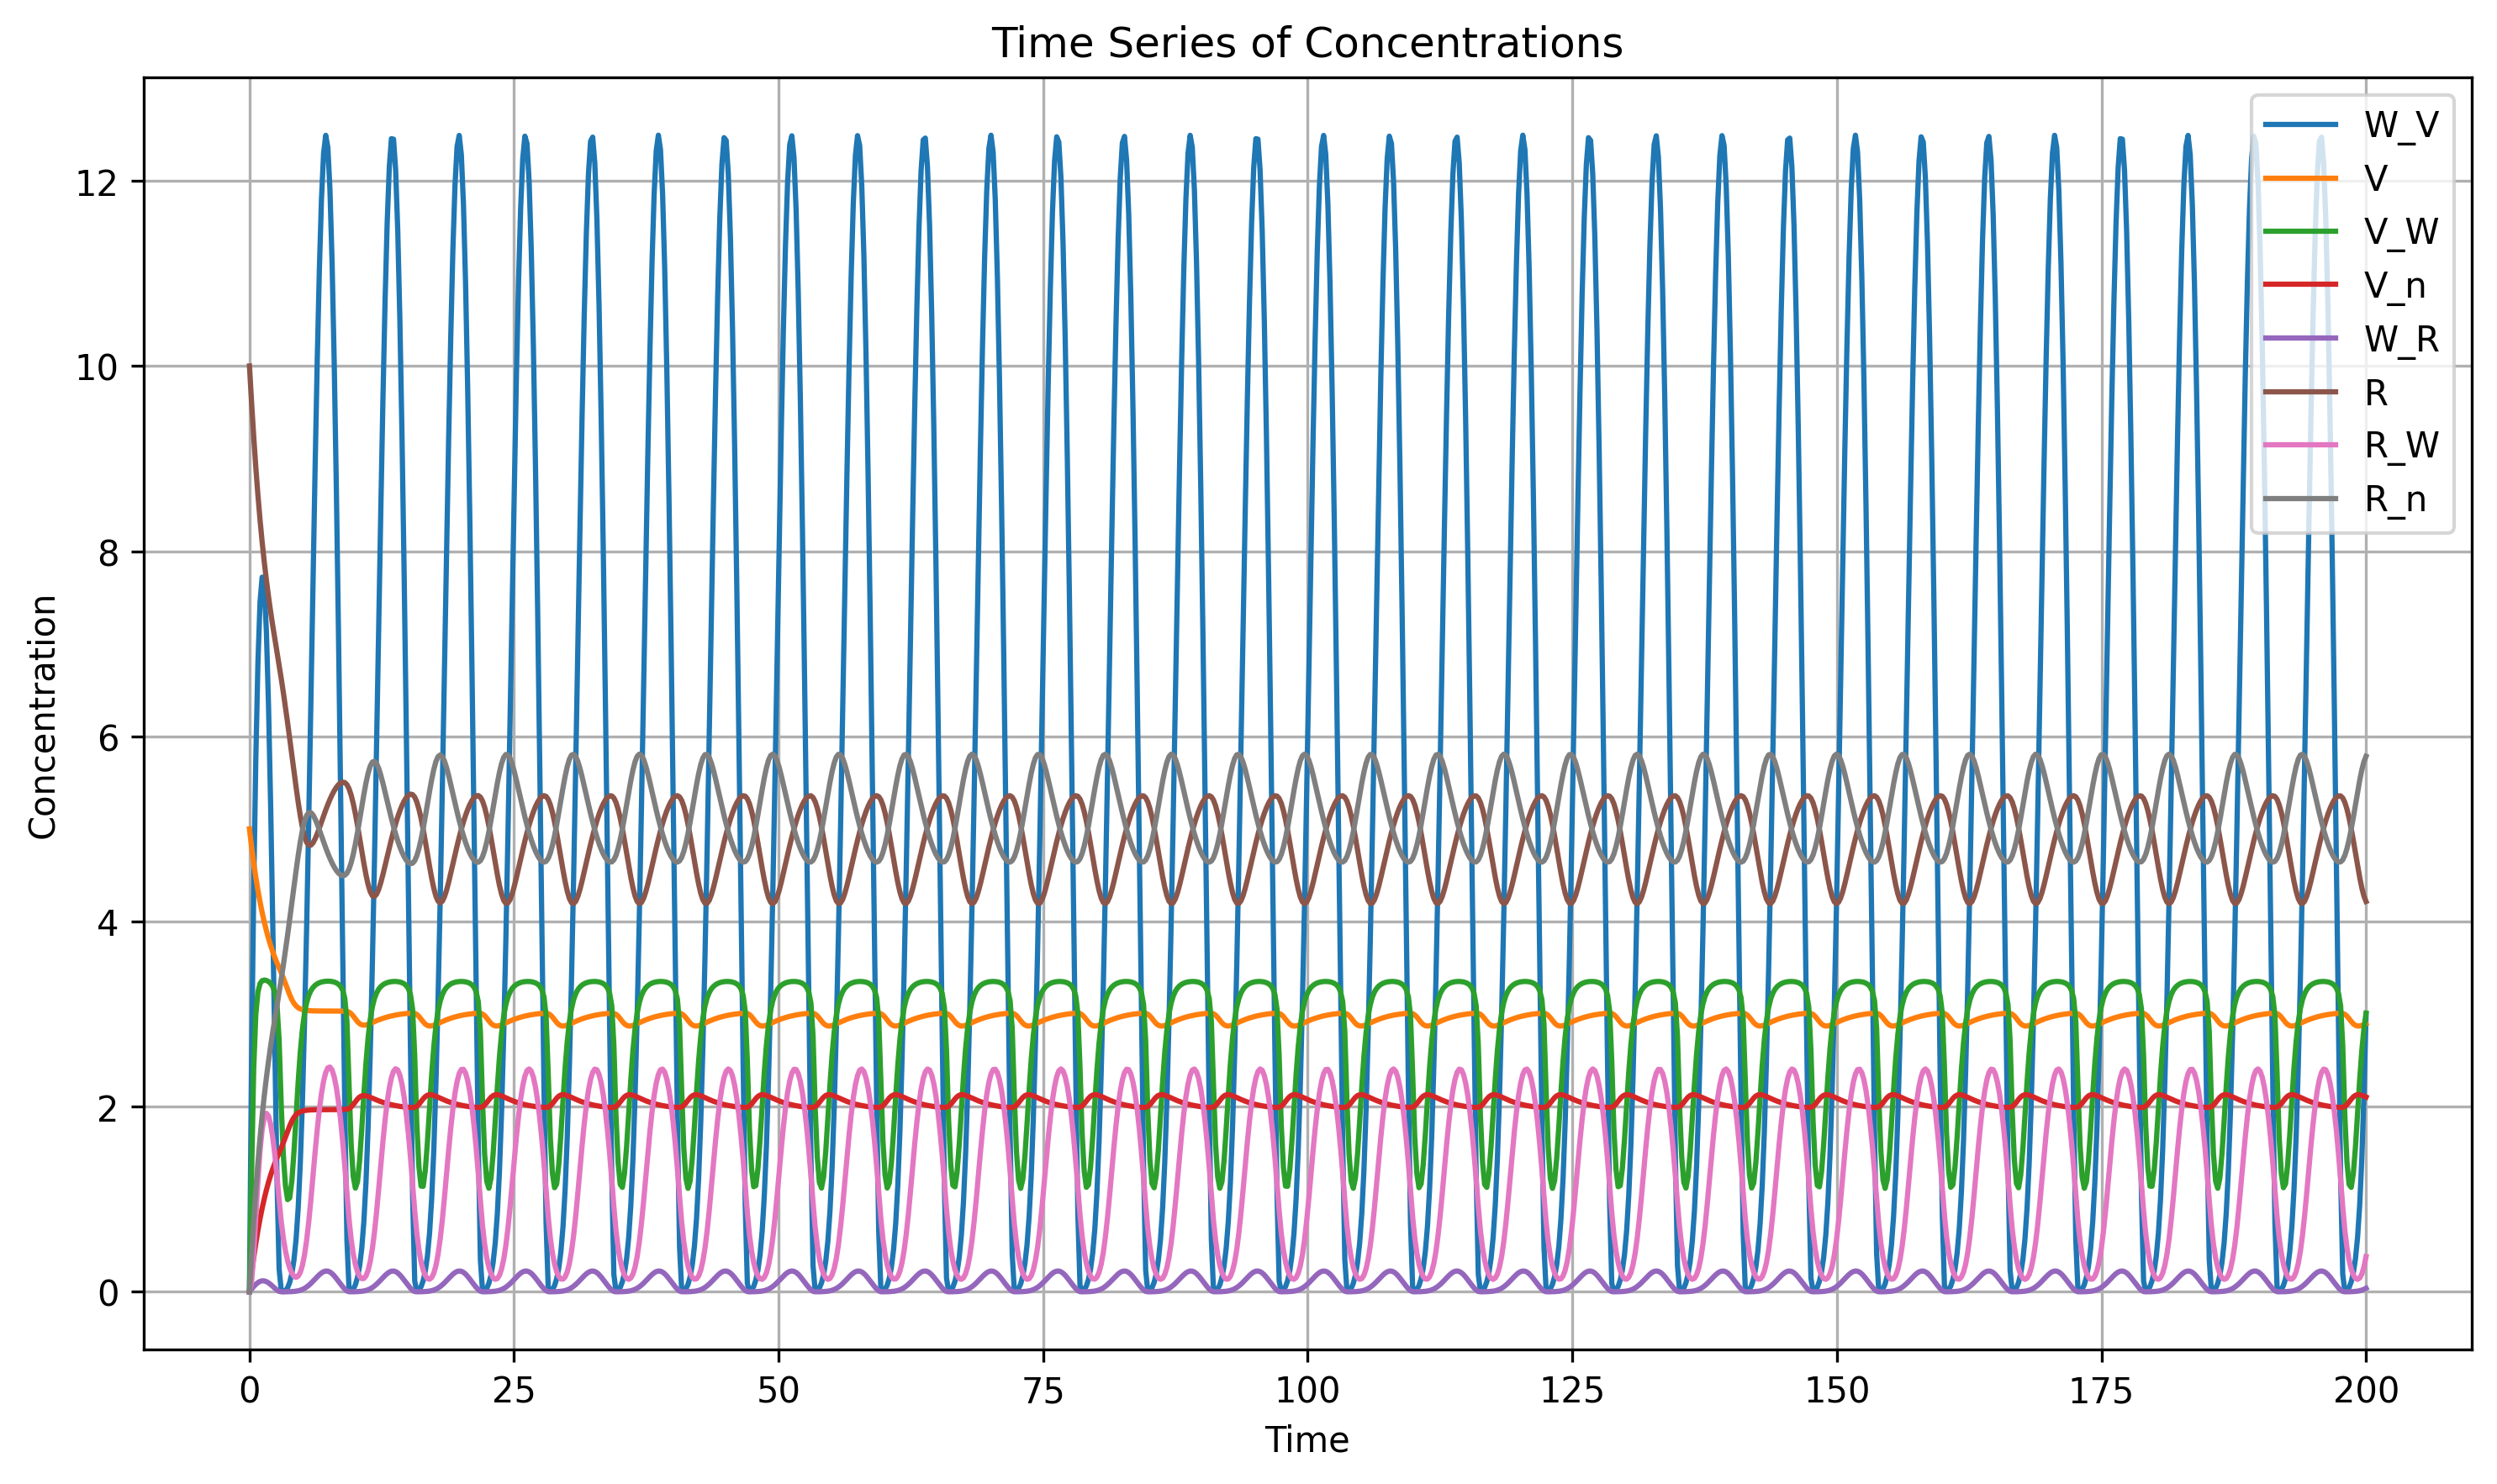 Time Series of Concentrations
Concentration
12
10
8
6
4
2
0
0 25 50 75 100 125 150 175 200
Time
W_V
V
V_W
V_n
W_R
R
R_W
R_n